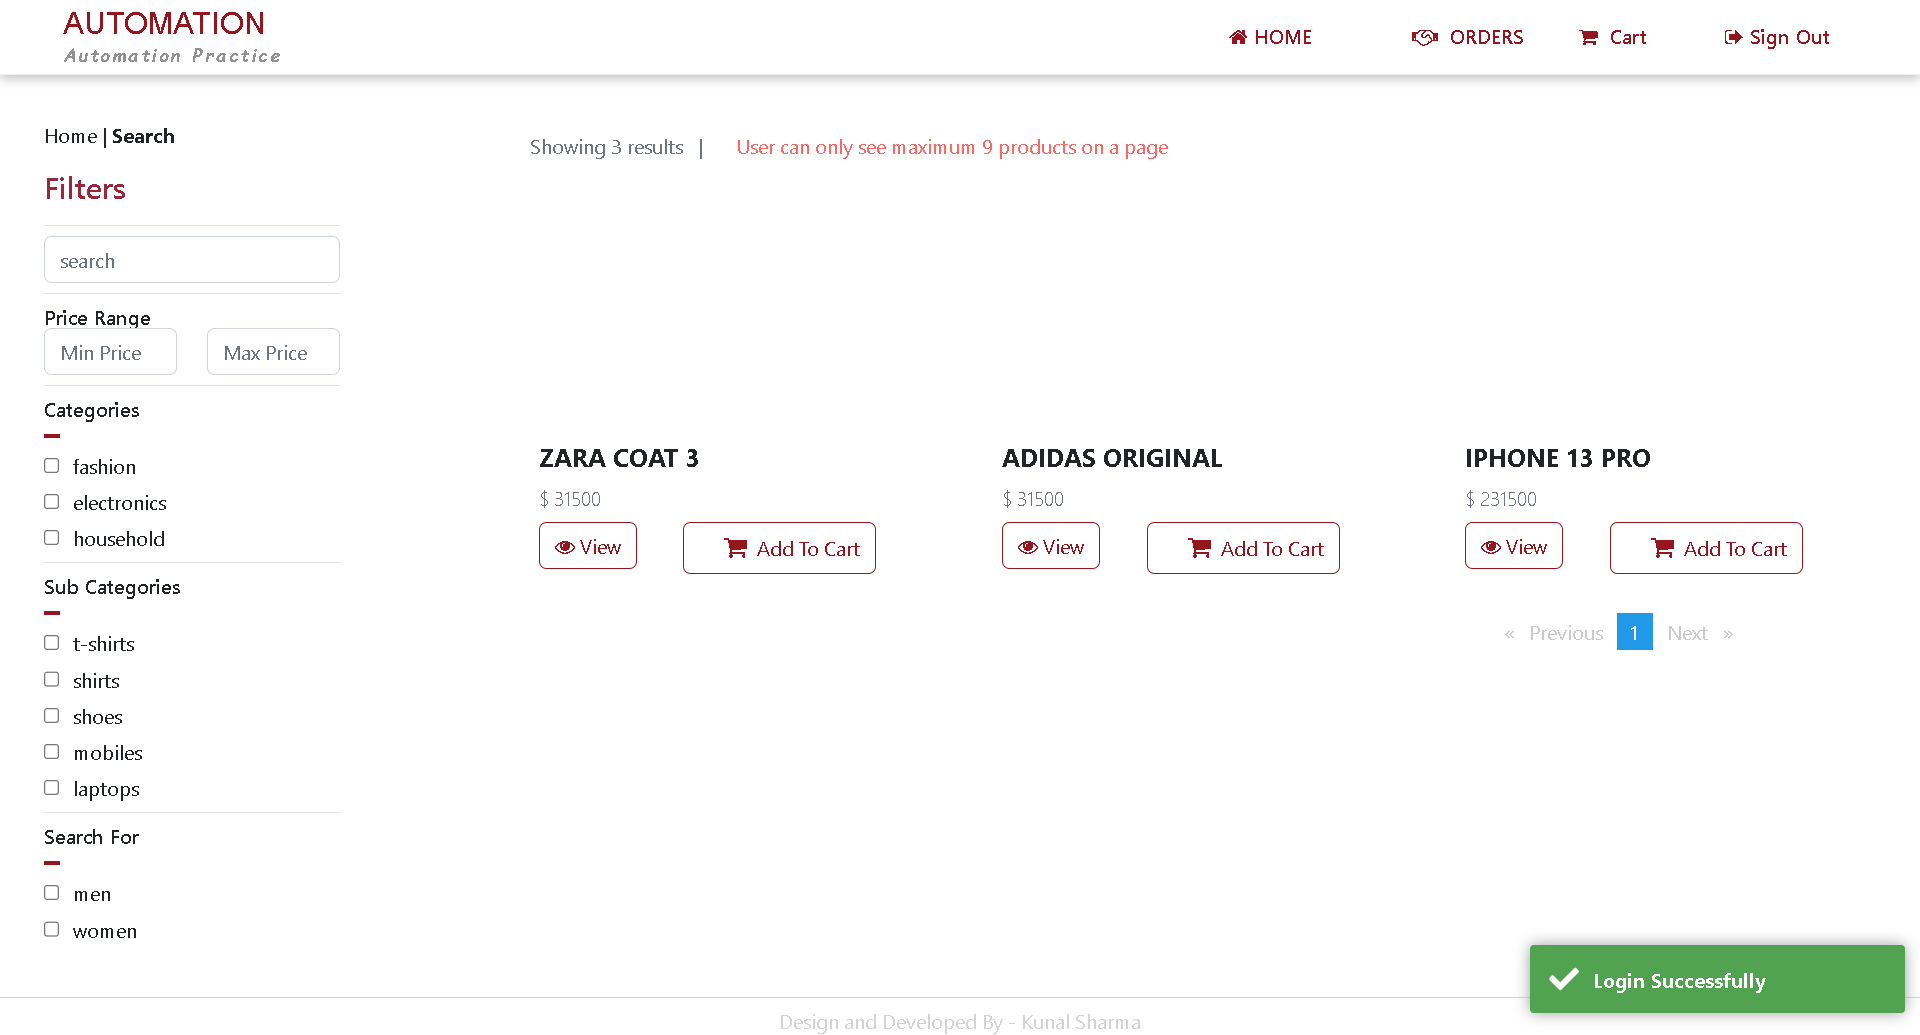 AUTOMATION
Automation Practice
HOME
ORDERS
Cart
Sign Out
Home | Search
Showing 3 results |
User can only see maximum 9 products on a page
Filters
search
Price Range
Min Price
Max Price
Categories
fashion
electronics
household
Sub Categories
t-shirts
shirts
shoes
mobiles
laptops
Search For
men
women
ZARA COAT 3
$ 31500
View
Add To Cart
ADIDAS ORIGINAL
$ 31500
View
Add To Cart
IPHONE 13 PRO
$ 231500
View
Add To Cart
« Previous 1 Next »
Login Successfully
Design and Developed By - Kunal Sharma